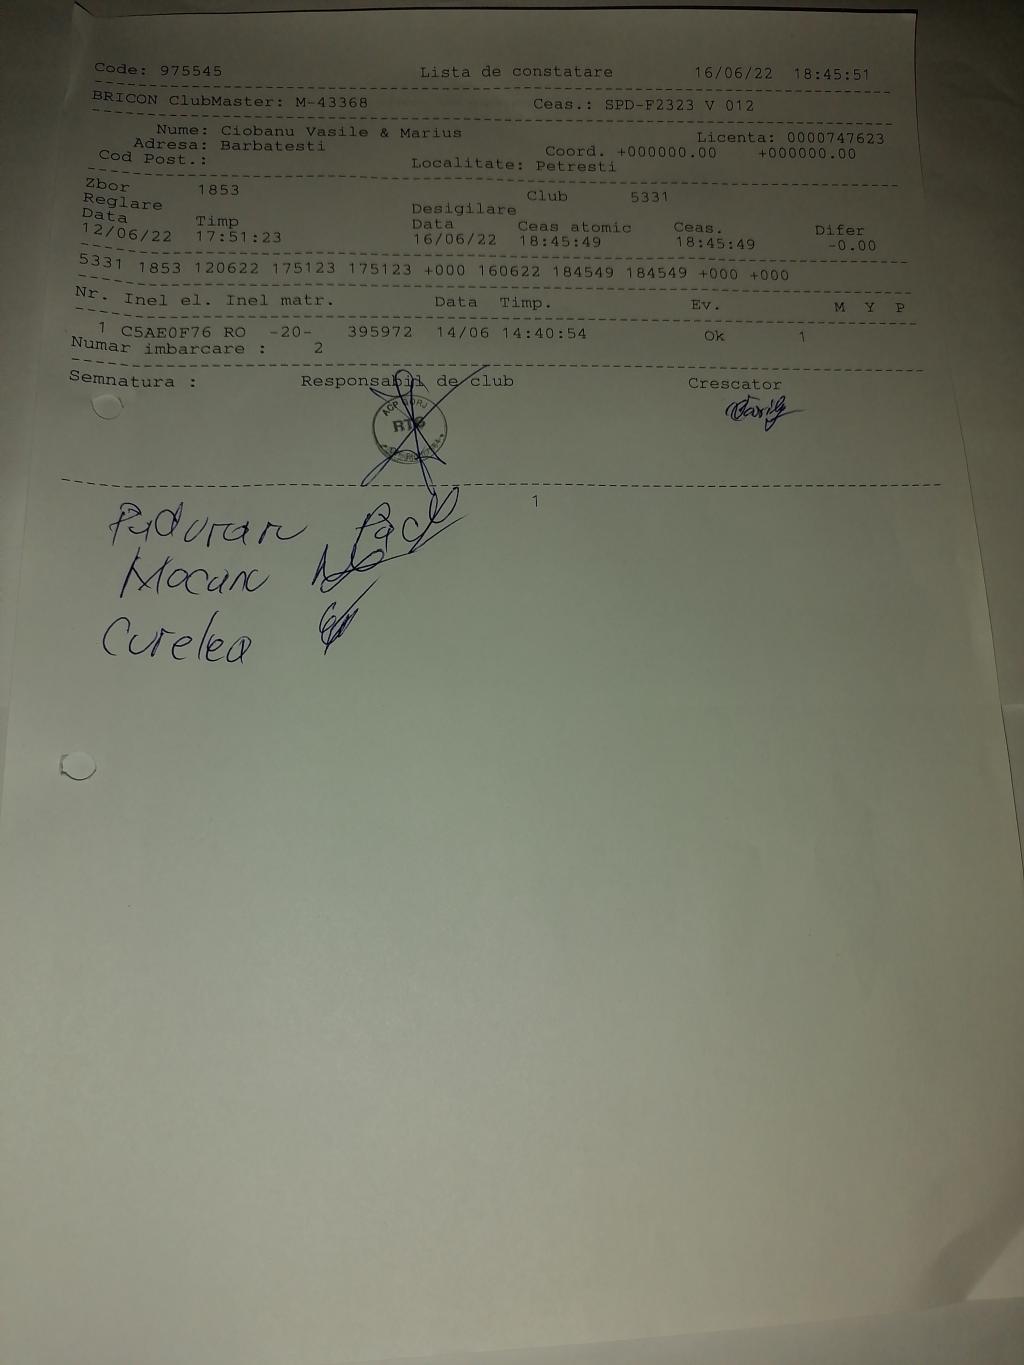 Code: 975545 Lista de constatare 16/06/22 18:45:51
BRICON ClubMaster: M-43368 Ceas.: SPD-F2323 V 012
Nume: Ciobanu Vasile & Marius Licenta: 0000747623
Adresa: Barbatesti Coord. +000000.00 +000000.00
Cod Post.: Localitate: Petresti
Zbor 1853 Club 5331
Reglare Desigilare
Data Timp Data Ceas atomic Ceas. Difer
12/06/22 17:51:23 16/06/22 18:45:49 18:45:49 -0.00
5331 1853 120622 175123 175123 +000 160622 184549 184549 +000 +000
Nr. Inel el. Inel matr. Data Timp. Ev. M Y P
1 C5AE0F76 RO -20- 395972 14/06 14:40:54 Ok 1
Numar imbarcare : 2
Semnatura : Responsabil de club Crescator
ACP GORJ
1
Paduran
Mocanu
Curelea